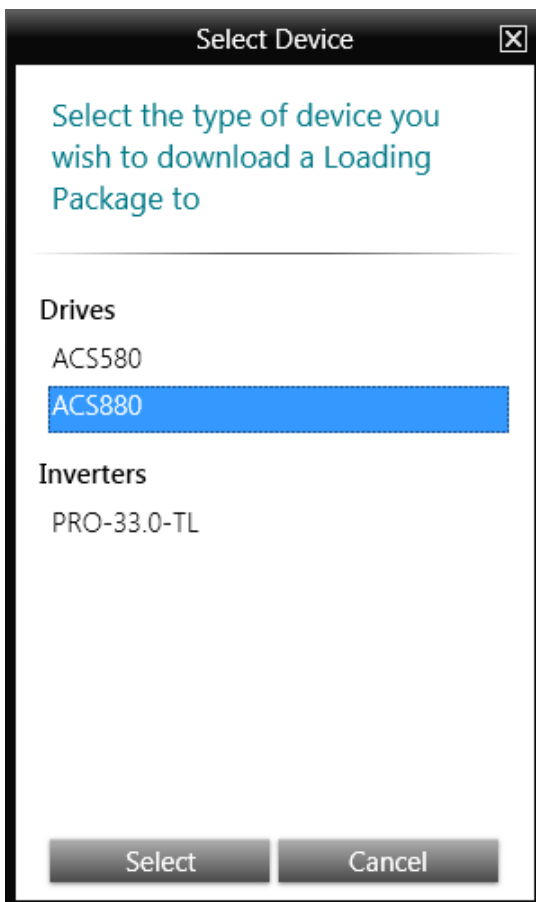 Select Device
Select the type of device you
wish to download a Loading
Package to
Drives
ACS580
ACS880
Inverters
PRO-33.0-TL
Select Cancel